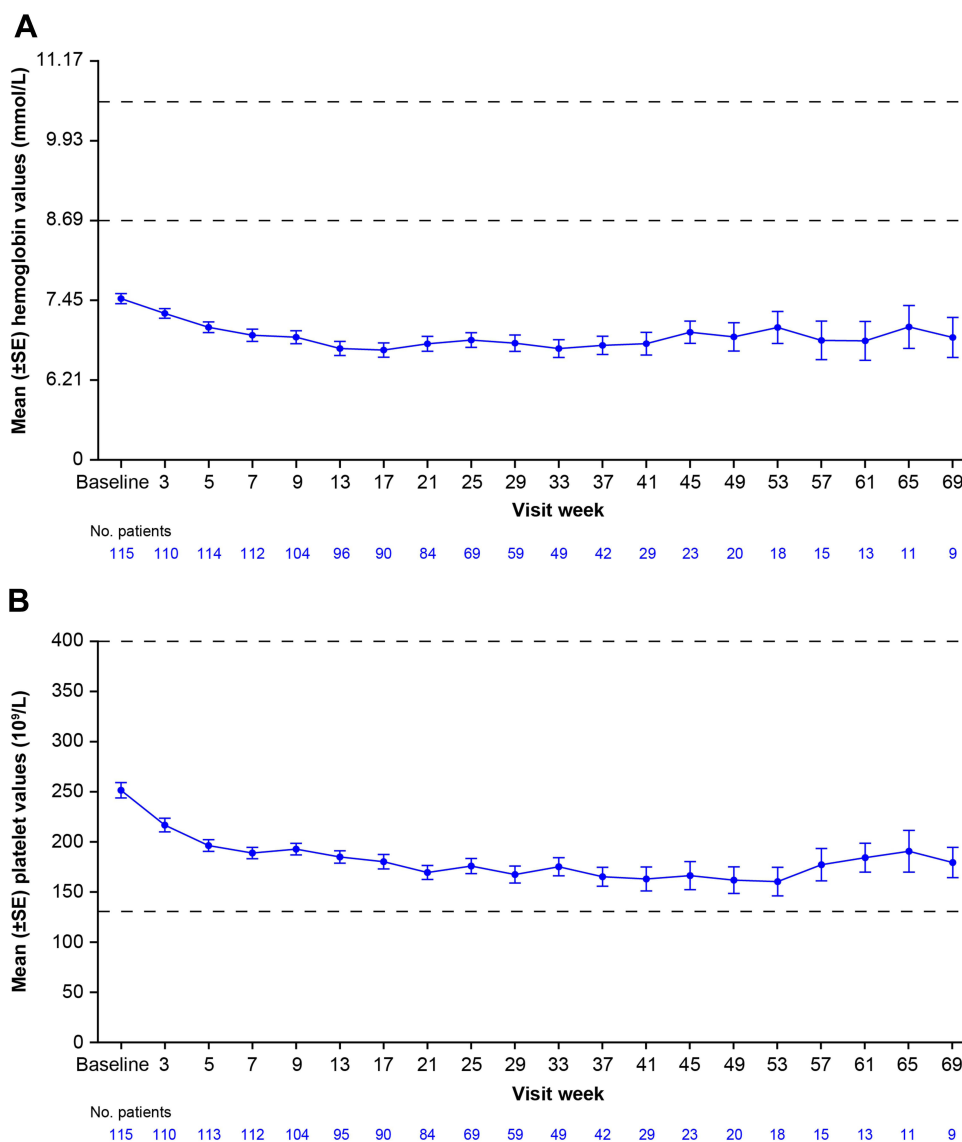 A
Mean (±SE) hemoglobin values (mmol/L)
11.17
9.93
8.69
7.45
6.21
0
Baseline 3 5 7 9 13 17 21 25 29 33 37 41 45 49 53 57 61 65 69
Visit week
No. patients
115 110 114 112 104 96 90 84 69 59 49 42 29 23 20 18 15 13 11 9
B
Mean (±SE) platelet values (10⁹/L)
400
350
300
250
200
150
100
50
0
Baseline 3 5 7 9 13 17 21 25 29 33 37 41 45 49 53 57 61 65 69
Visit week
No. patients
115 110 113 112 104 95 90 84 69 59 49 42 29 23 20 18 15 13 11 9